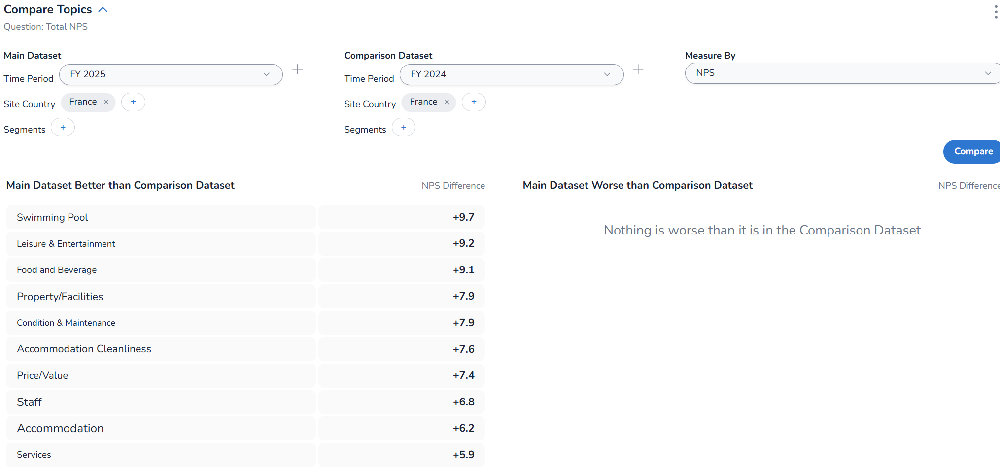 Compare Topics
Question: Total NPS
Main Dataset
Time Period FY 2025 +
Site Country France × +
Segments +
Comparison Dataset
Time Period FY 2024 +
Site Country France × +
Segments +
Measure By
NPS
Compare
Main Dataset Better than Comparison Dataset NPS Difference
Swimming Pool +9.7
Leisure & Entertainment +9.2
Food and Beverage +9.1
Property/Facilities +7.9
Condition & Maintenance +7.9
Accommodation Cleanliness +7.6
Price/Value +7.4
Staff +6.8
Accommodation +6.2
Services +5.9
Main Dataset Worse than Comparison Dataset NPS Difference
Nothing is worse than it is in the Comparison Dataset